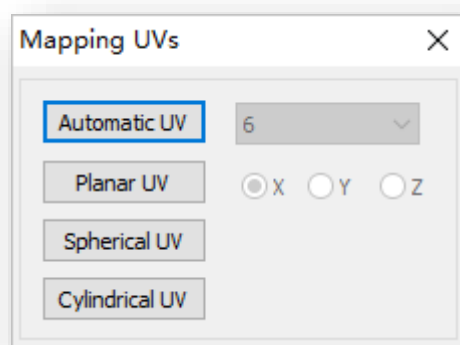 Mapping UVs
Automatic UV 6
Planar UV X Y Z
Spherical UV
Cylindrical UV